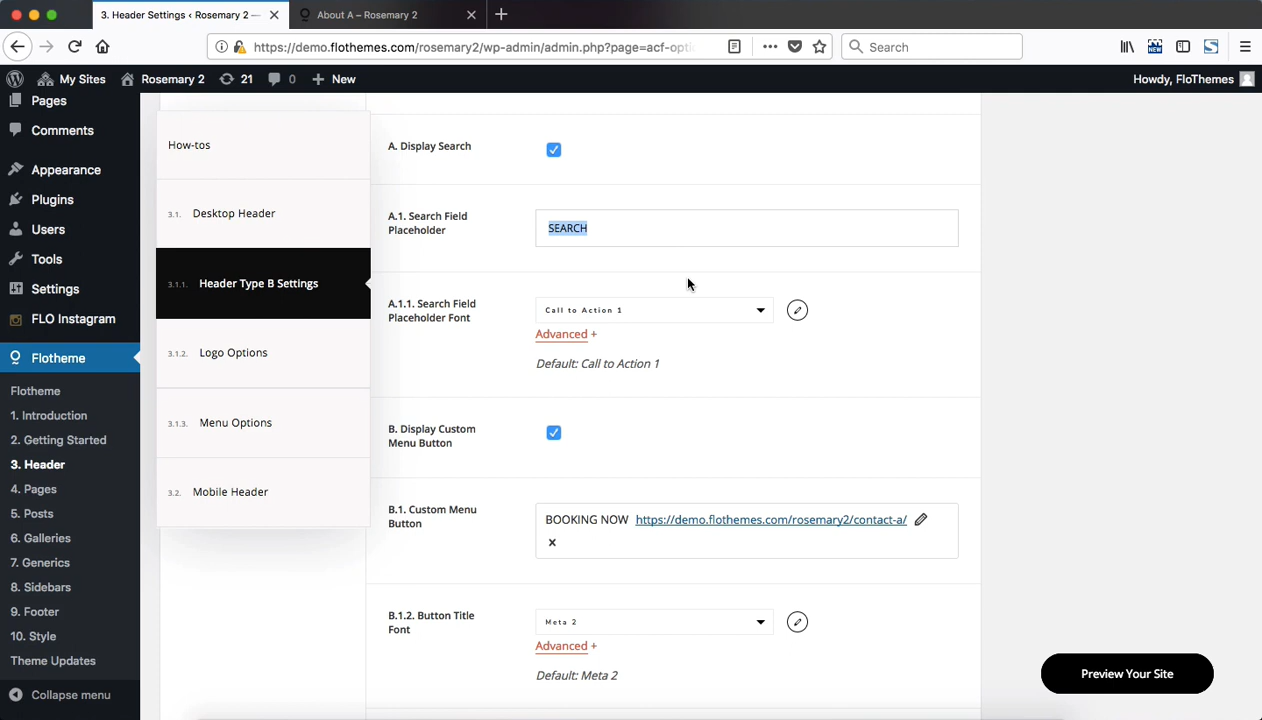 3. Header Settings ‹ Rosemary 2 —
About A – Rosemary 2
https://demo.flothemes.com/rosemary2/wp-admin/admin.php?page=acf-opti
Search
My Sites
Rosemary 2
21
0
New
Howdy, FloThemes
Pages
Comments
Appearance
Plugins
Users
Tools
Settings
FLO Instagram
Flotheme
Flotheme
1. Introduction
2. Getting Started
3. Header
4. Pages
5. Posts
6. Galleries
7. Generics
8. Sidebars
9. Footer
10. Style
Theme Updates
Collapse menu
How-tos
3.1. Desktop Header
3.1.1. Header Type B Settings
3.1.2. Logo Options
3.1.3. Menu Options
3.2. Mobile Header
A. Display Search
A.1. Search Field
Placeholder
SEARCH
A.1.1. Search Field
Placeholder Font
Call to Action 1
Advanced +
Default: Call to Action 1
B. Display Custom
Menu Button
B.1. Custom Menu
Button
BOOKING NOW https://demo.flothemes.com/rosemary2/contact-a/
B.1.2. Button Title
Font
Meta 2
Advanced +
Default: Meta 2
Preview Your Site